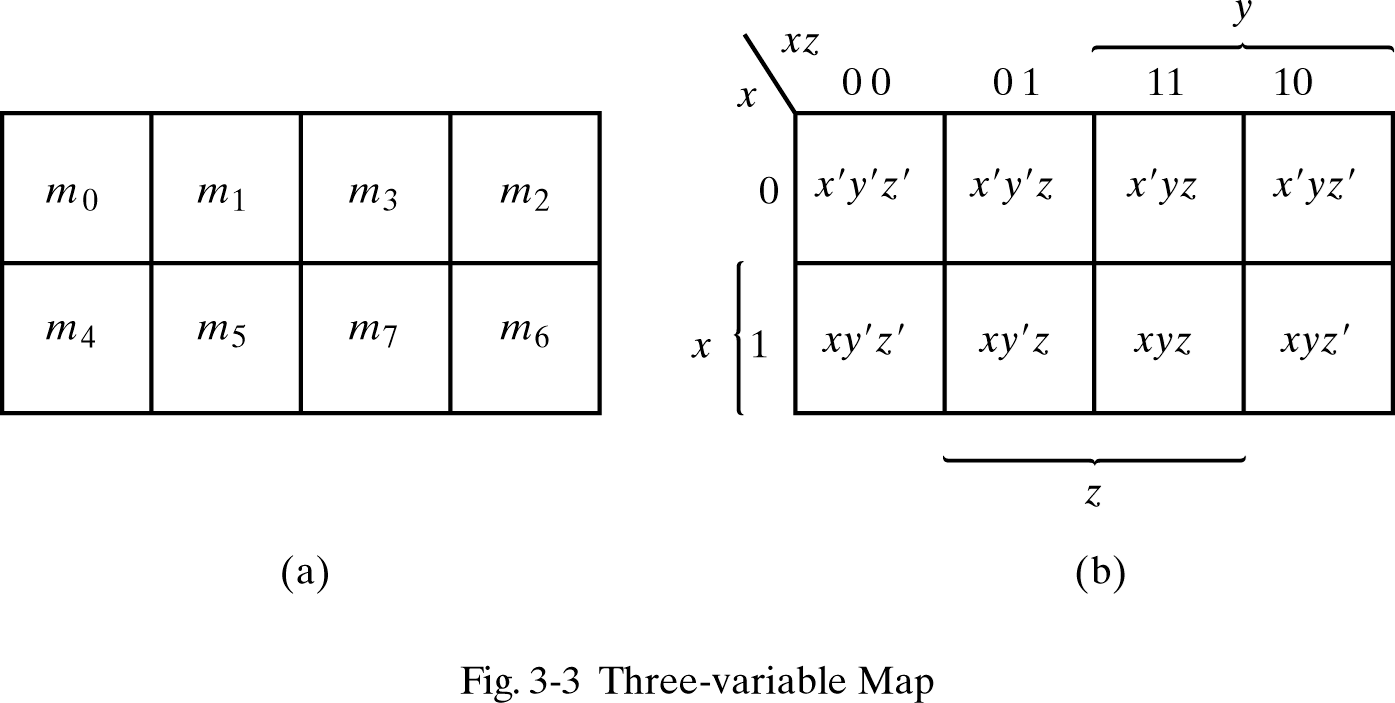 y
xz
x
0 0 0 1 11 10
m0 m1 m3 m2
0 x′y′z′ x′y′z x′yz x′yz′
m4 m5 m7 m6
x 1 xy′z′ xy′z xyz xyz′
z
(a) (b)
Fig. 3-3 Three-variable Map